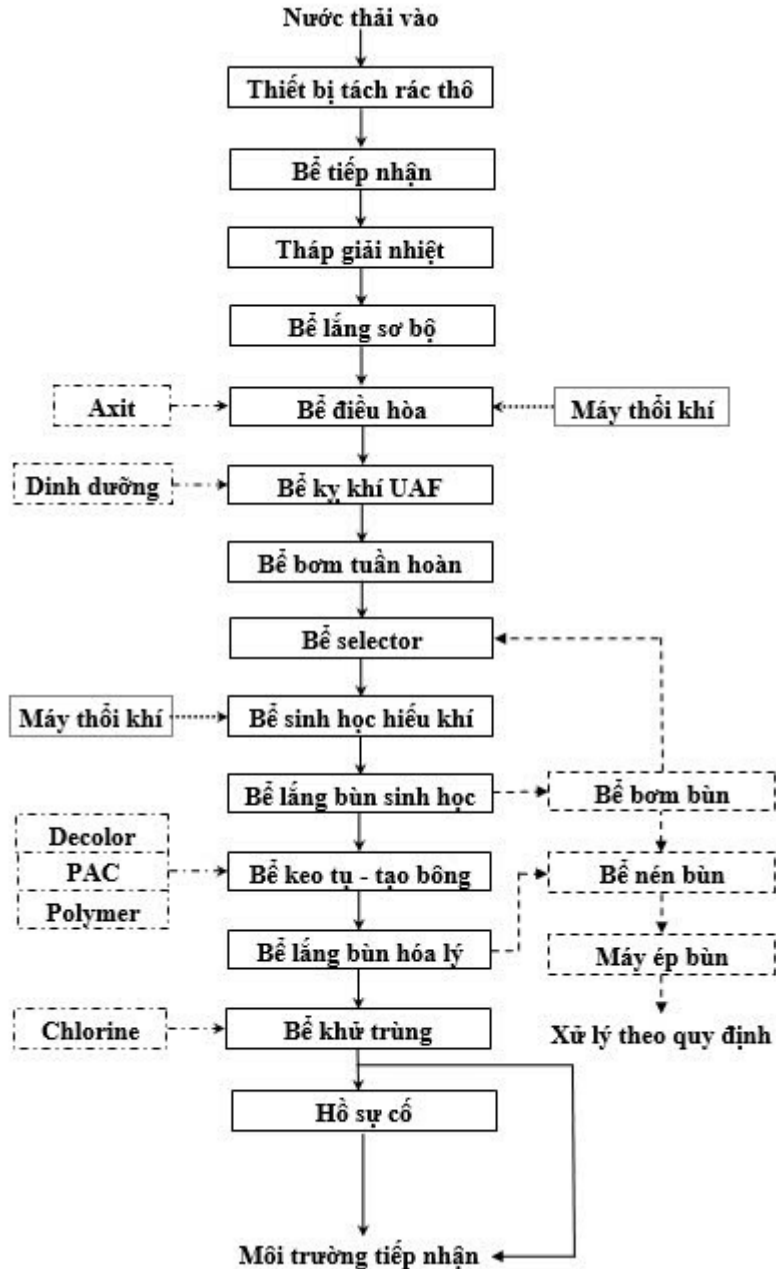 Nước thải vào
Thiết bị tách rác thô
Bể tiếp nhận
Tháp giải nhiệt
Bể lắng sơ bộ
Axit
Bể điều hòa
Máy thổi khí
Dinh dưỡng
Bể kỵ khí UAF
Bể bơm tuần hoàn
Bể selector
Máy thổi khí
Bể sinh học hiếu khí
Bể lắng bùn sinh học
Bể bơm bùn
Decolor
PAC
Polymer
Bể keo tụ - tạo bông
Bể nén bùn
Bể lắng bùn hóa lý
Máy ép bùn
Chlorine
Bể khử trùng
Xử lý theo quy định
Hồ sự cố
Môi trường tiếp nhận